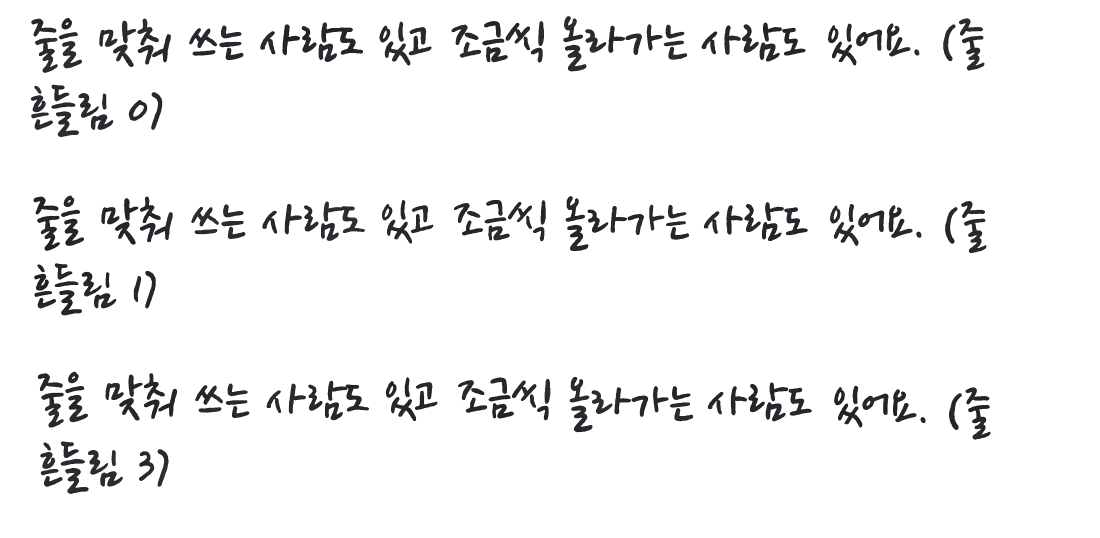 줄을 맞춰 쓰는 사람도 있고 조금씩 올라가는 사람도 있어요. (줄
흔들림 0)
줄을 맞춰 쓰는 사람도 있고 조금씩 올라가는 사람도 있어요. (줄
흔들림 1)
줄을 맞춰 쓰는 사람도 있고 조금씩 올라가는 사람도 있어요. (줄
흔들림 3)